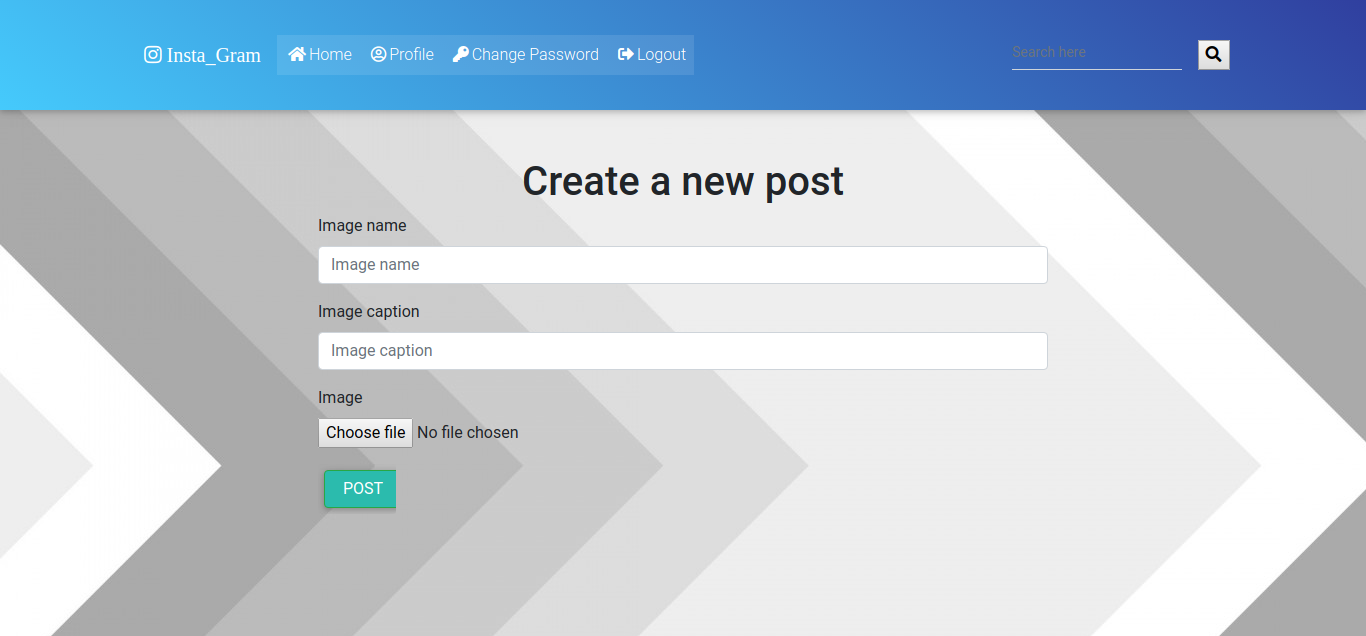 Insta_Gram Home Profile Change Password Logout Search here
Create a new post
Image name
Image name
Image caption
Image caption
Image
Choose file No file chosen
POST